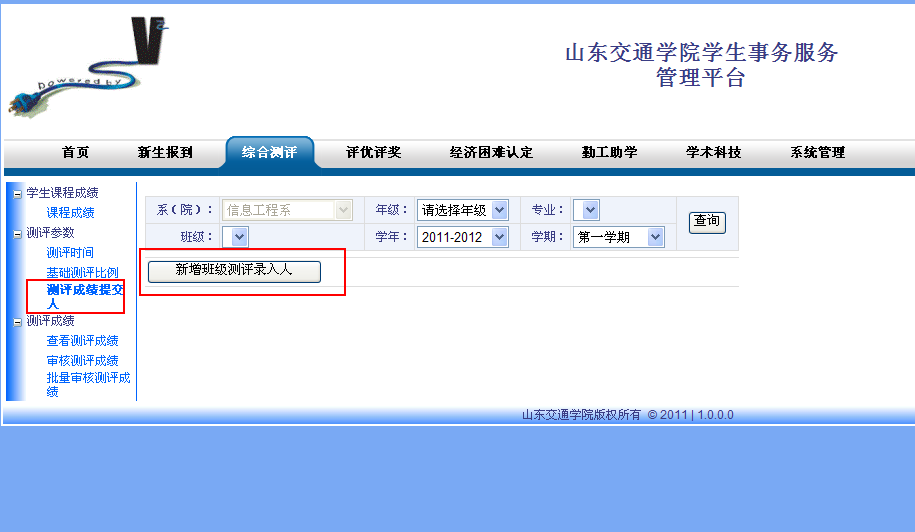 V2
powered by
山东交通学院学生事务服务
管理平台
首页 新生报到 综合测评 评优评奖 经济困难认定 勤工助学 学术科技 系统管理
学生课程成绩
课程成绩
测评参数
测评时间
基础测评比例
测评成绩提交
人
测评成绩
查看测评成绩
审核测评成绩
批量审核测评成
绩
系（院）： 信息工程系 年级： 请选择年级 专业： 查询
班级： 学年： 2011-2012 学期： 第一学期
新增班级测评录入人
山东交通学院版权所有 © 2011 | 1.0.0.0